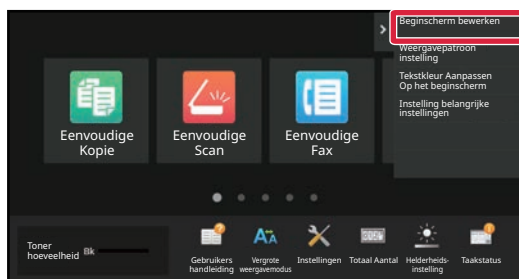 Beginscherm bewerken
Weergavepatroon
instelling
Tekstkleur Aanpassen
Op het beginscherm
Instelling belangrijke
instellingen
Eenvoudige
Kopie
Eenvoudige
Scan
Eenvoudige
Fax
Toner
hoeveelheid
Bk
Gebruikers
handleiding
Vergrote
weergavemodus
Instellingen
Totaal Aantal
Helderheids-
instelling
Taakstatus